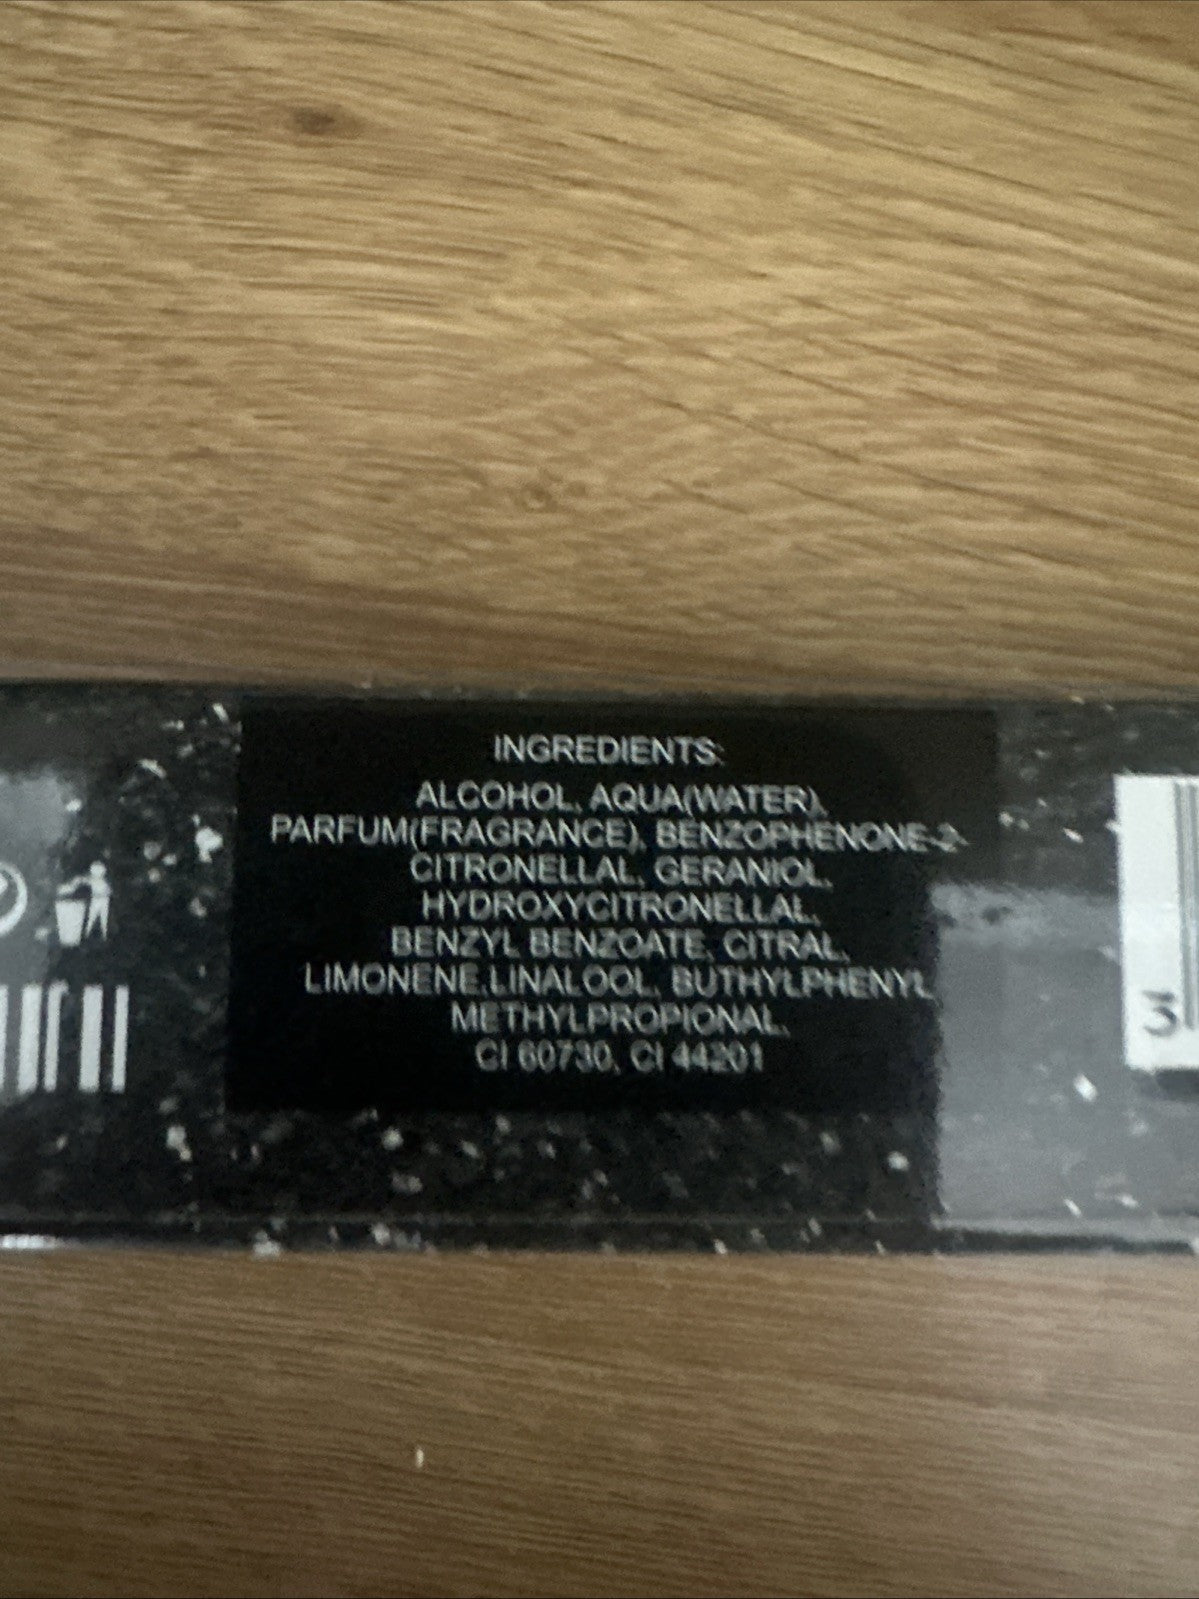 INGREDIENTS:
ALCOHOL, AQUA(WATER),
PARFUM(FRAGRANCE), BENZOPHENONE-2,
CITRONELLAL, GERANIOL,
HYDROXYCITRONELLAL,
BENZYL BENZOATE, CITRAL,
LIMONENE,LINALOOL, BUTHYLPHENYL
METHYLPROPIONAL,
CI 60730, CI 44201
3